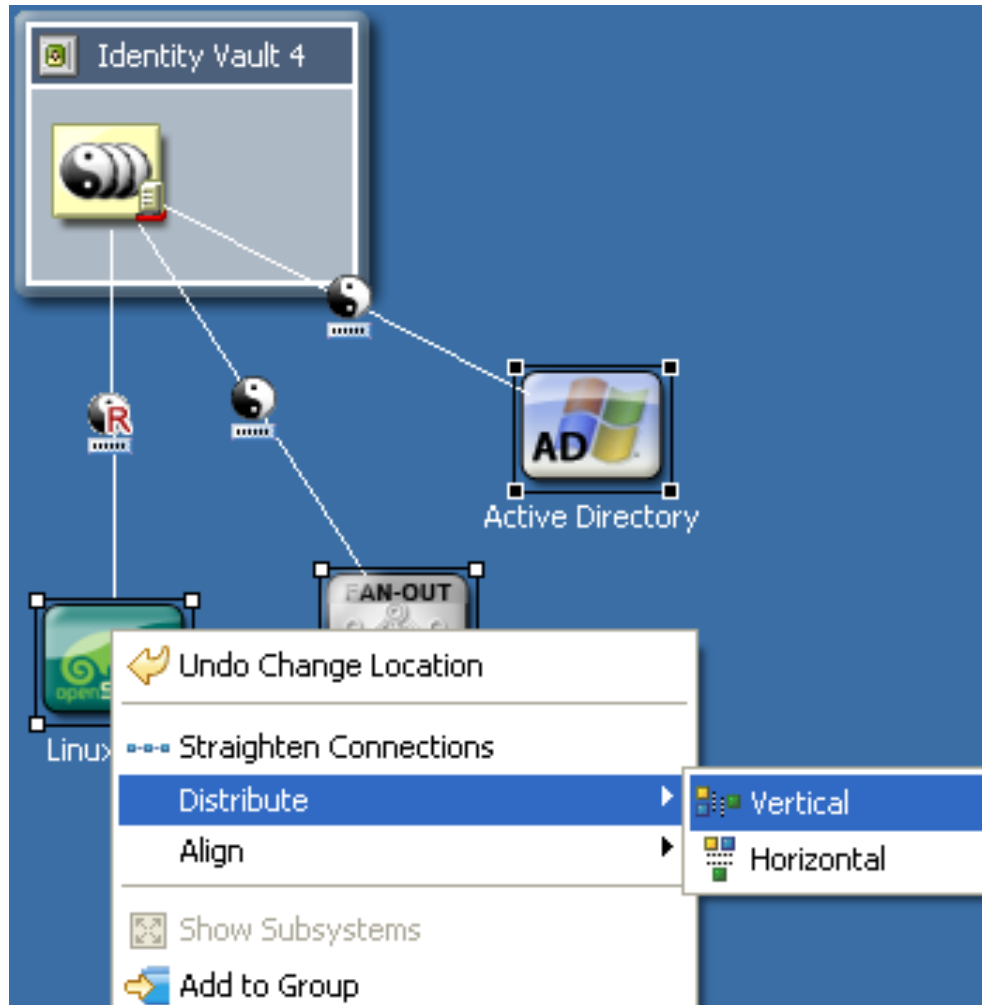 Identity Vault 4
R
AD
Active Directory
FAN-OUT
openS
Linux
Undo Change Location
Straighten Connections
Distribute
Vertical
Align
Horizontal
Show Subsystems
Add to Group